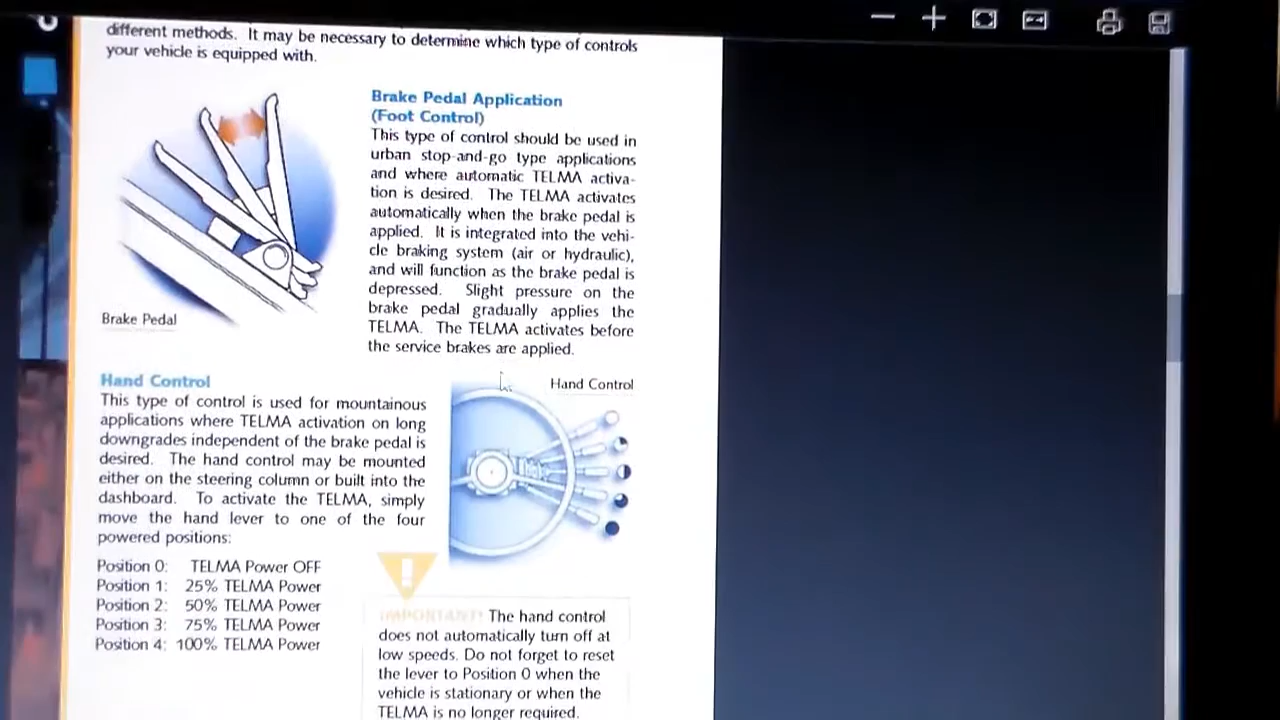 different methods. It may be necessary to determine which type of controls
your vehicle is equipped with.
Brake Pedal Application
(Foot Control)
This type of control should be used in
urban stop-and-go type applications
and where automatic TELMA activa-
tion is desired. The TELMA activates
automatically when the brake pedal is
applied. It is integrated into the vehi-
cle braking system (air or hydraulic),
and will function as the brake pedal is
depressed. Slight pressure on the
brake pedal gradually applies the
TELMA. The TELMA activates before
the service brakes are applied.
Brake Pedal
Hand Control
This type of control is used for mountainous
applications where TELMA activation on long
downgrades independent of the brake pedal is
desired. The hand control may be mounted
either on the steering column or built into the
dashboard. To activate the TELMA, simply
move the hand lever to one of the four
powered positions:
Position 0: TELMA Power OFF
Position 1: 25% TELMA Power
Position 2: 50% TELMA Power
Position 3: 75% TELMA Power
Position 4: 100% TELMA Power
Hand Control
IMPORTANT! The hand control
does not automatically turn off at
low speeds. Do not forget to reset
the lever to Position 0 when the
vehicle is stationary or when the
TELMA is no longer required.